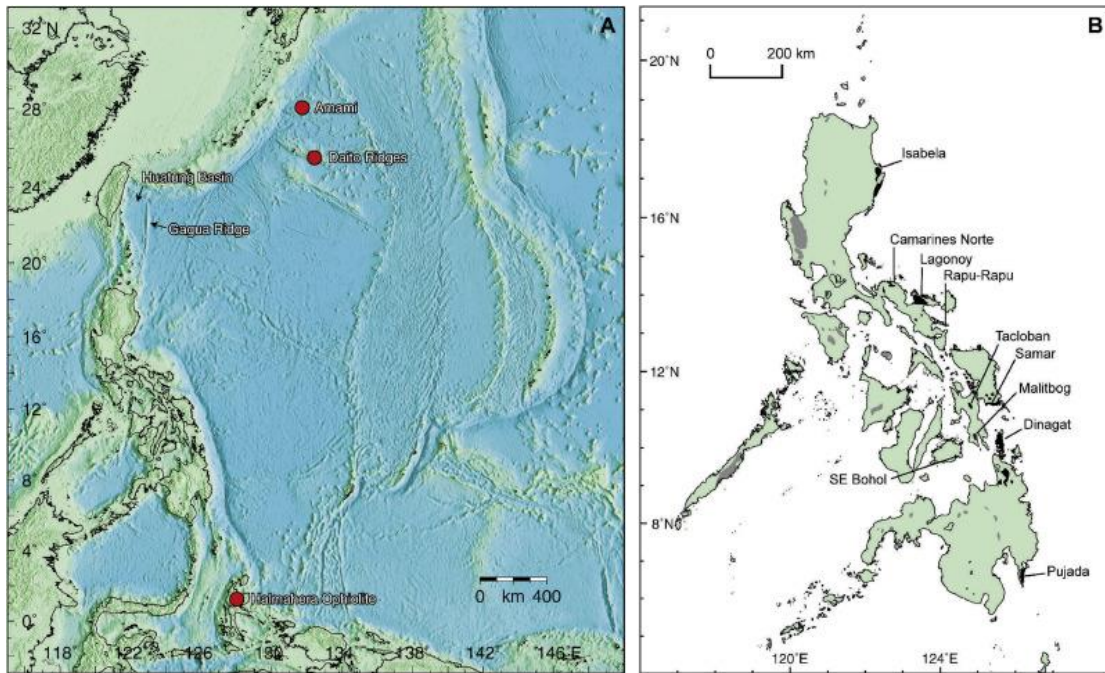 A
32°N
28
24
20
16
12
8
4
0°
118
122
126
130
134
138
142
146°E
Amami
Daito Ridges
Huatung Basin
Gagua Ridge
Halmahera Ophiolite
0 km 400
B
0 200 km
20°N
16°N
12°N
8°N
120°E
124°E
Isabela
Camarines Norte
Lagonoy
Rapu-Rapu
Tacloban
Samar
Malitbog
Dinagat
SE Bohol
Pujada